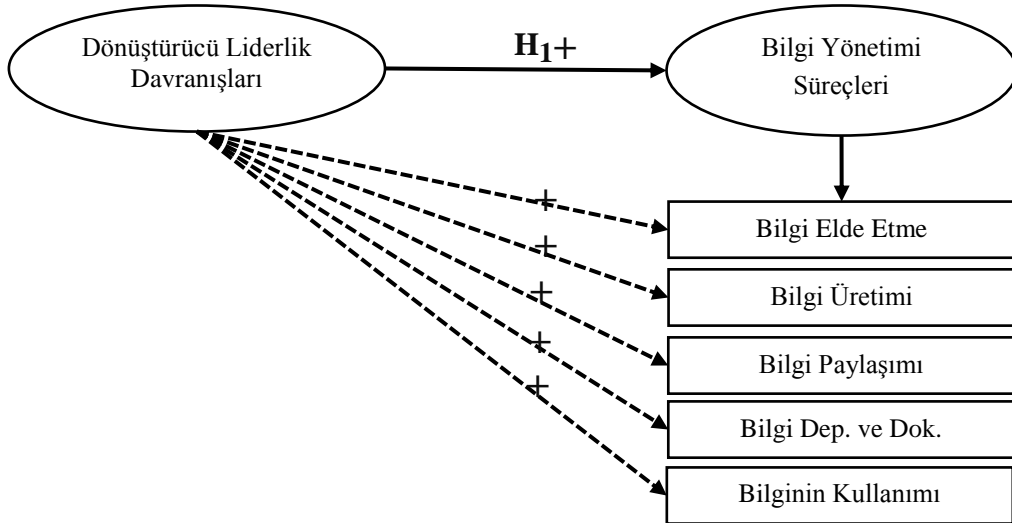 Dönüştürücü Liderlik
Davranışları
H1+
Bilgi Yönetimi
Süreçleri
+
Bilgi Elde Etme
+
Bilgi Üretimi
+
Bilgi Paylaşımı
+
Bilgi Dep. ve Dok.
+
Bilginin Kullanımı